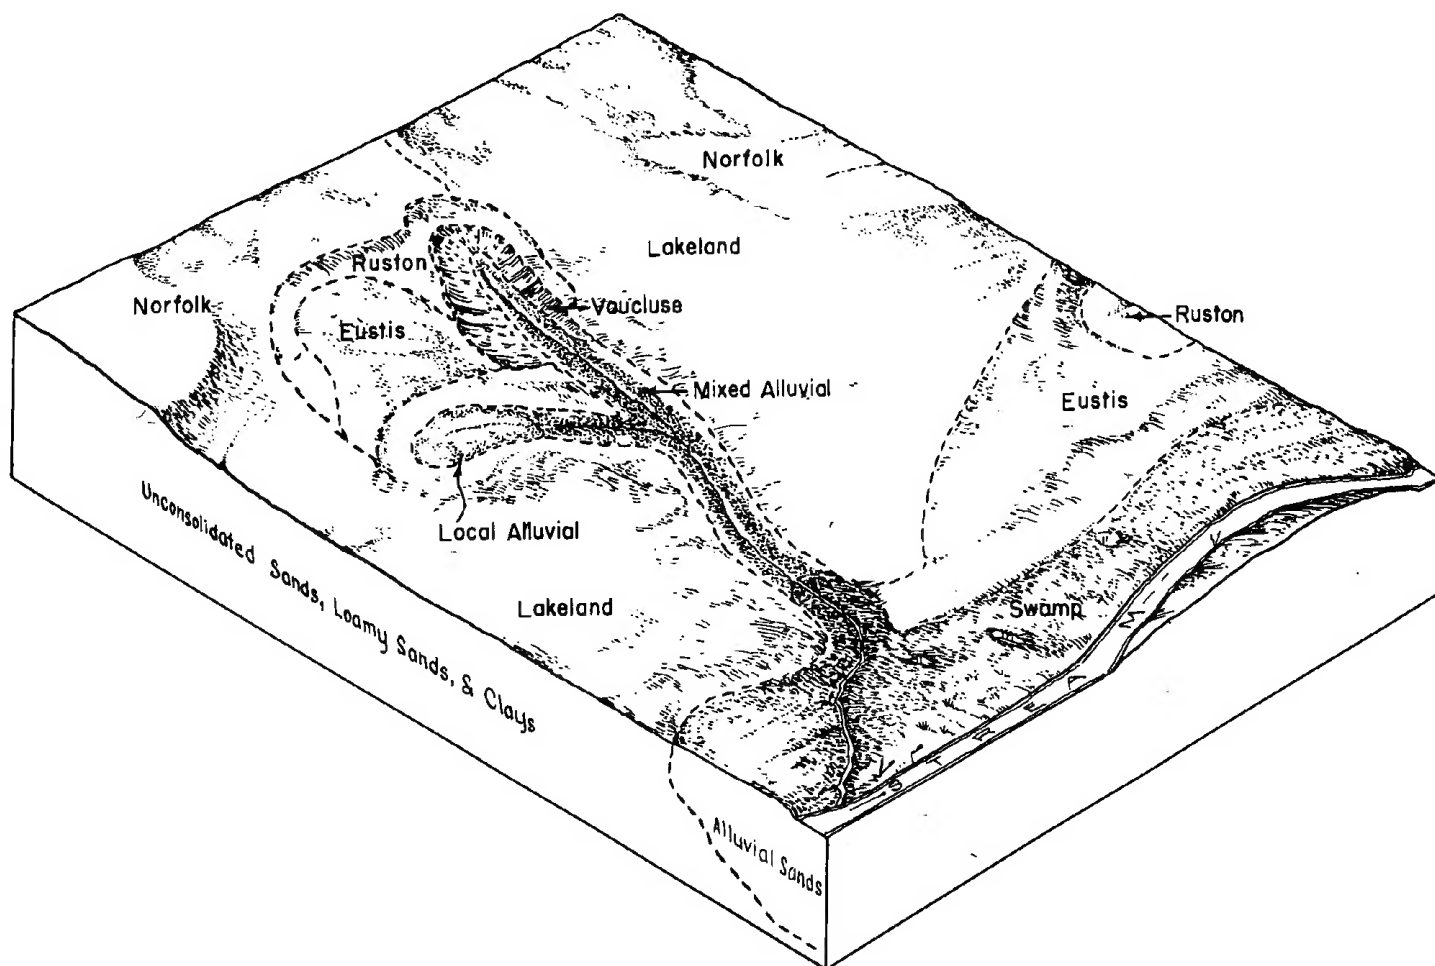 Norfolk
Lakeland
Ruston
Norfolk
Eustis
Vaucluse
Ruston
Mixed Alluvial
Eustis
Local Alluvial
Lakeland
Swamp
Unconsolidated Sands, Loamy Sands, & Clays
STREAM
Alluvial Sands